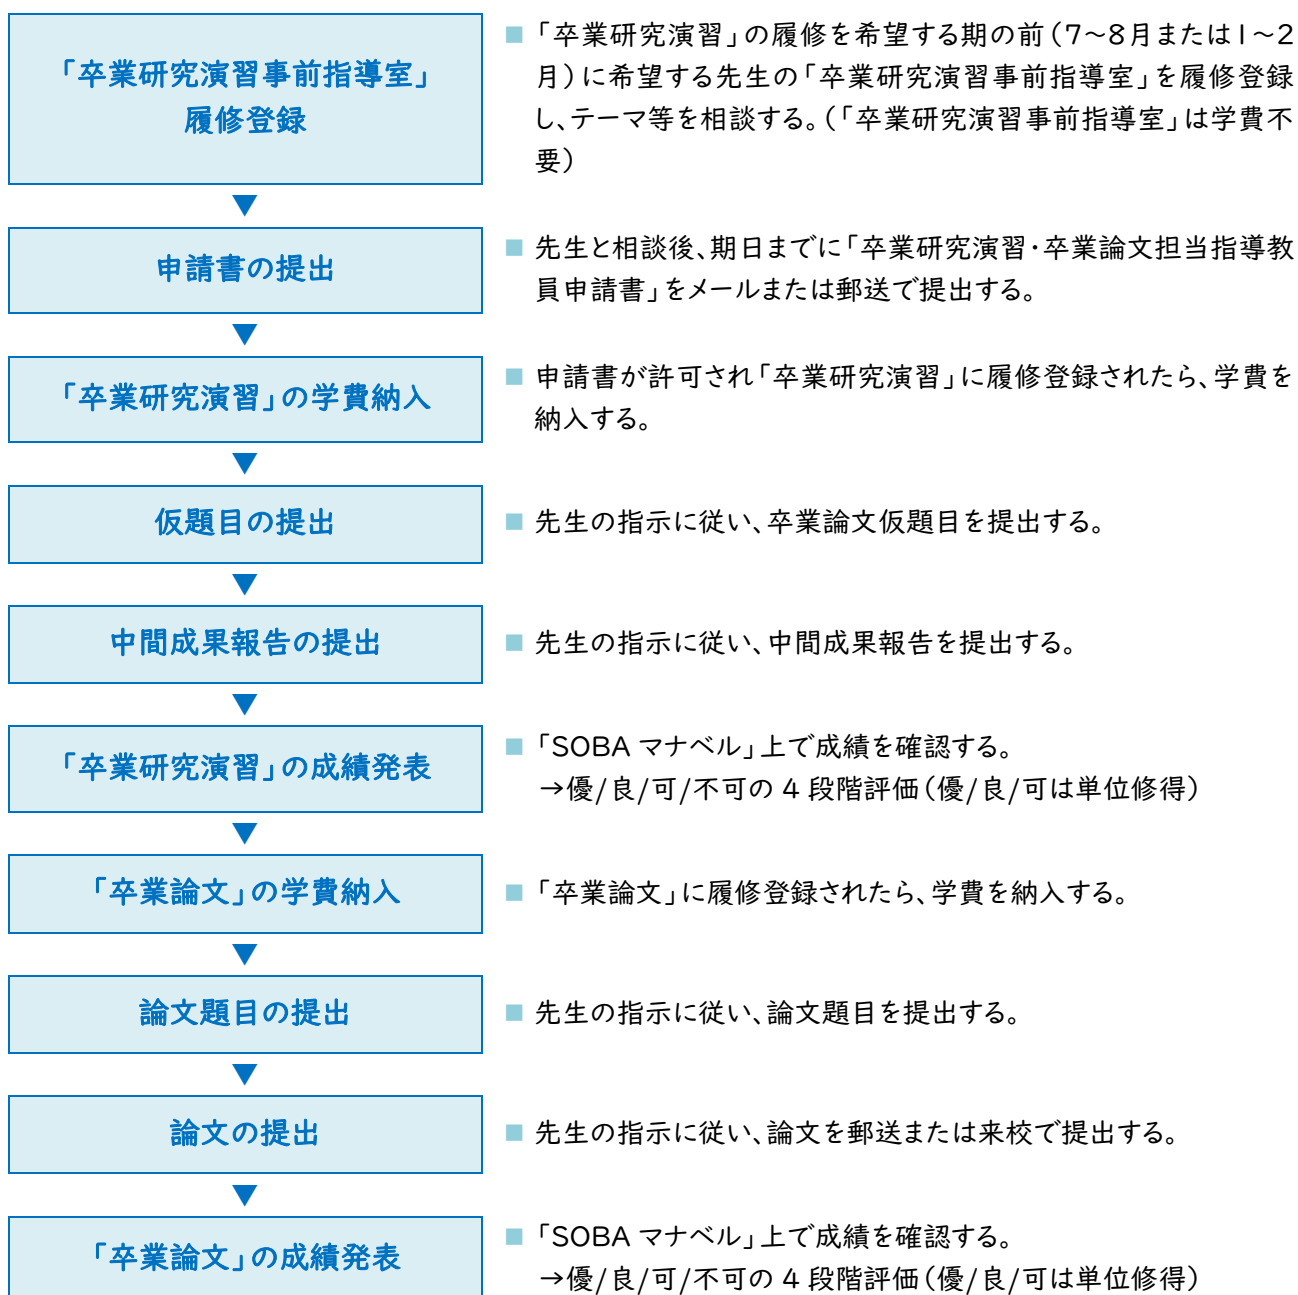 「卒業研究演習事前指導室」
履修登録
■「卒業研究演習」の履修を希望する期の前(7~8月または1~2
月)に希望する先生の「卒業研究演習事前指導室」を履修登録
し、テーマ等を相談する。(「卒業研究演習事前指導室」は学費不
要)
▼
申請書の提出
■ 先生と相談後、期日までに「卒業研究演習・卒業論文担当指導教
員申請書」をメールまたは郵送で提出する。
▼
「卒業研究演習」の学費納入
■ 申請書が許可され「卒業研究演習」に履修登録されたら、学費を
納入する。
▼
仮題目の提出
■ 先生の指示に従い、卒業論文仮題目を提出する。
▼
中間成果報告の提出
■ 先生の指示に従い、中間成果報告を提出する。
▼
「卒業研究演習」の成績発表
■「SOBA マナベル」上で成績を確認する。
→優/良/可/不可の 4 段階評価(優/良/可は単位修得)
▼
「卒業論文」の学費納入
■「卒業論文」に履修登録されたら、学費を納入する。
▼
論文題目の提出
■ 先生の指示に従い、論文題目を提出する。
▼
論文の提出
■ 先生の指示に従い、論文を郵送または来校で提出する。
▼
「卒業論文」の成績発表
■「SOBA マナベル」上で成績を確認する。
→優/良/可/不可の 4 段階評価(優/良/可は単位修得)